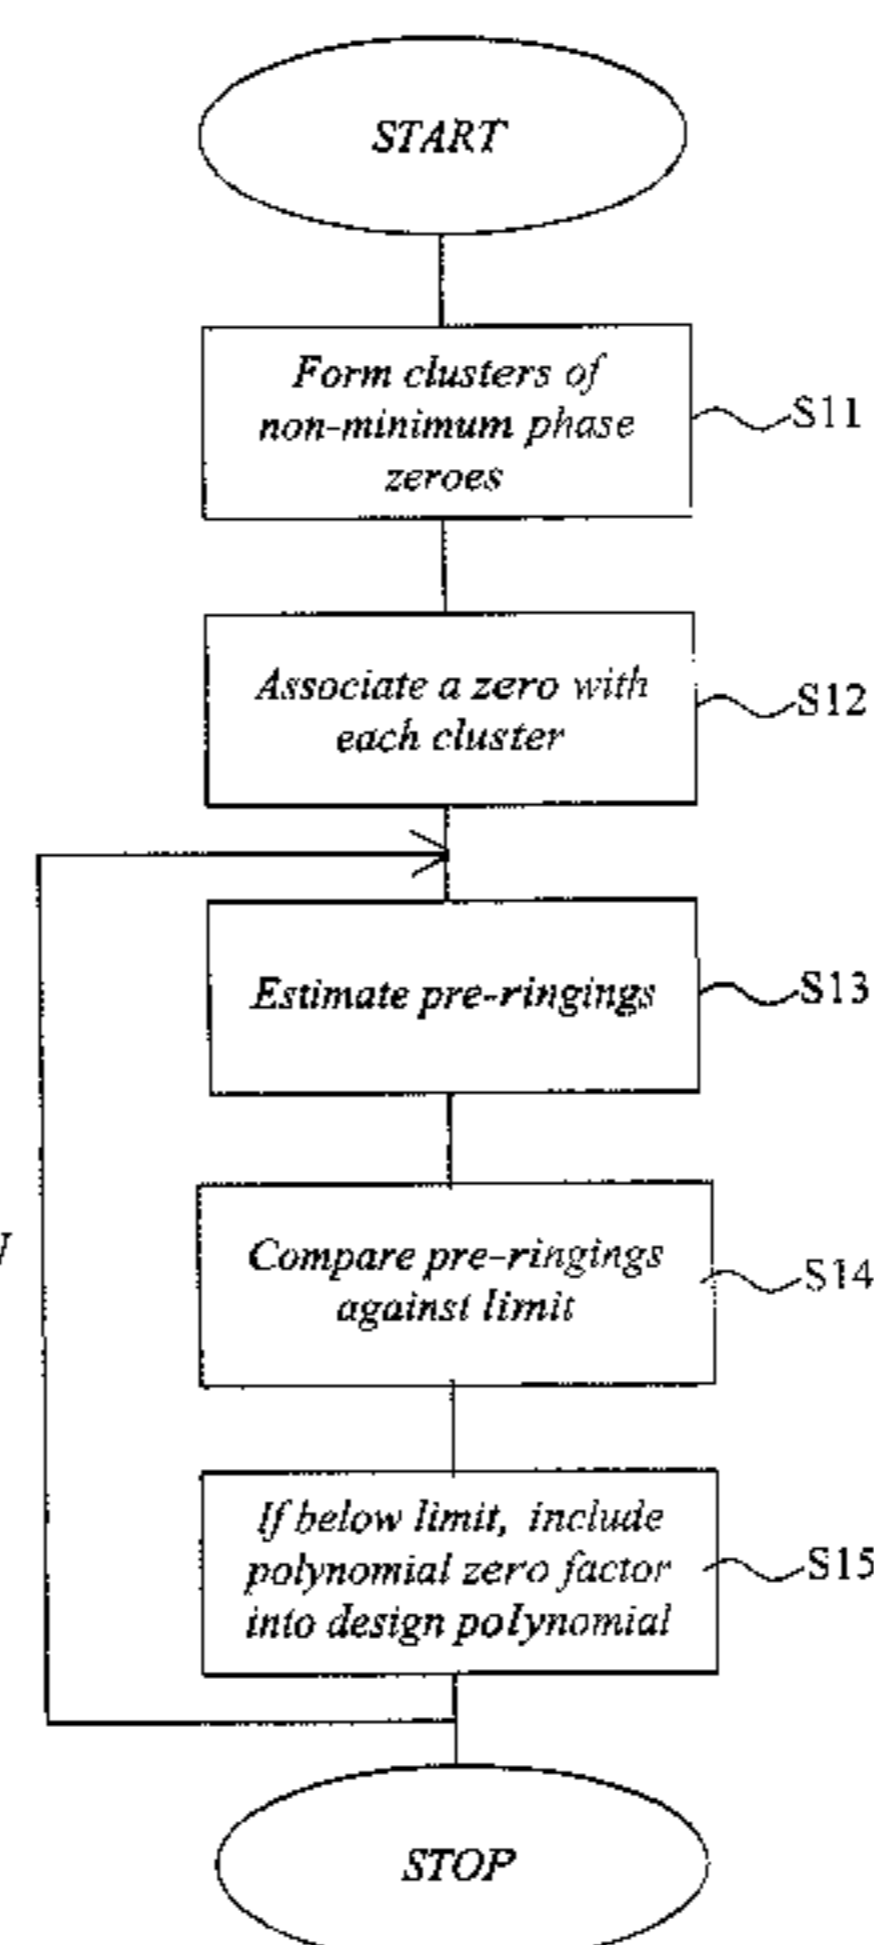 START
Form clusters of
non-minimum phase
zeroes
S11
Associate a zero with
each cluster
S12
Estimate pre-ringings
S13
Compare pre-ringings
against limit
S14
If below limit, include
polynomial zero factor
into design polynomial
S15
STOP